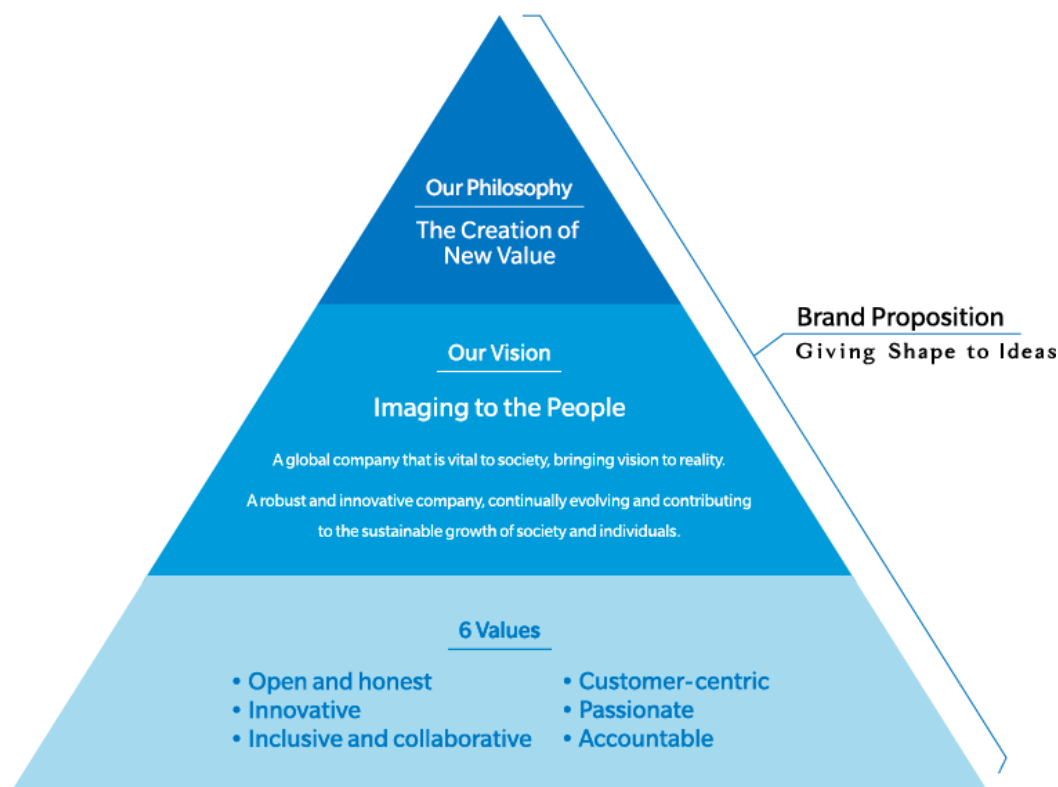 Our Philosophy
The Creation of
New Value
Our Vision
Imaging to the People
A global company that is vital to society, bringing vision to reality.
A robust and innovative company, continually evolving and contributing
to the sustainable growth of society and individuals.
Brand Proposition
Giving Shape to Ideas
6 Values
• Open and honest
• Innovative
• Inclusive and collaborative
• Customer-centric
• Passionate
• Accountable